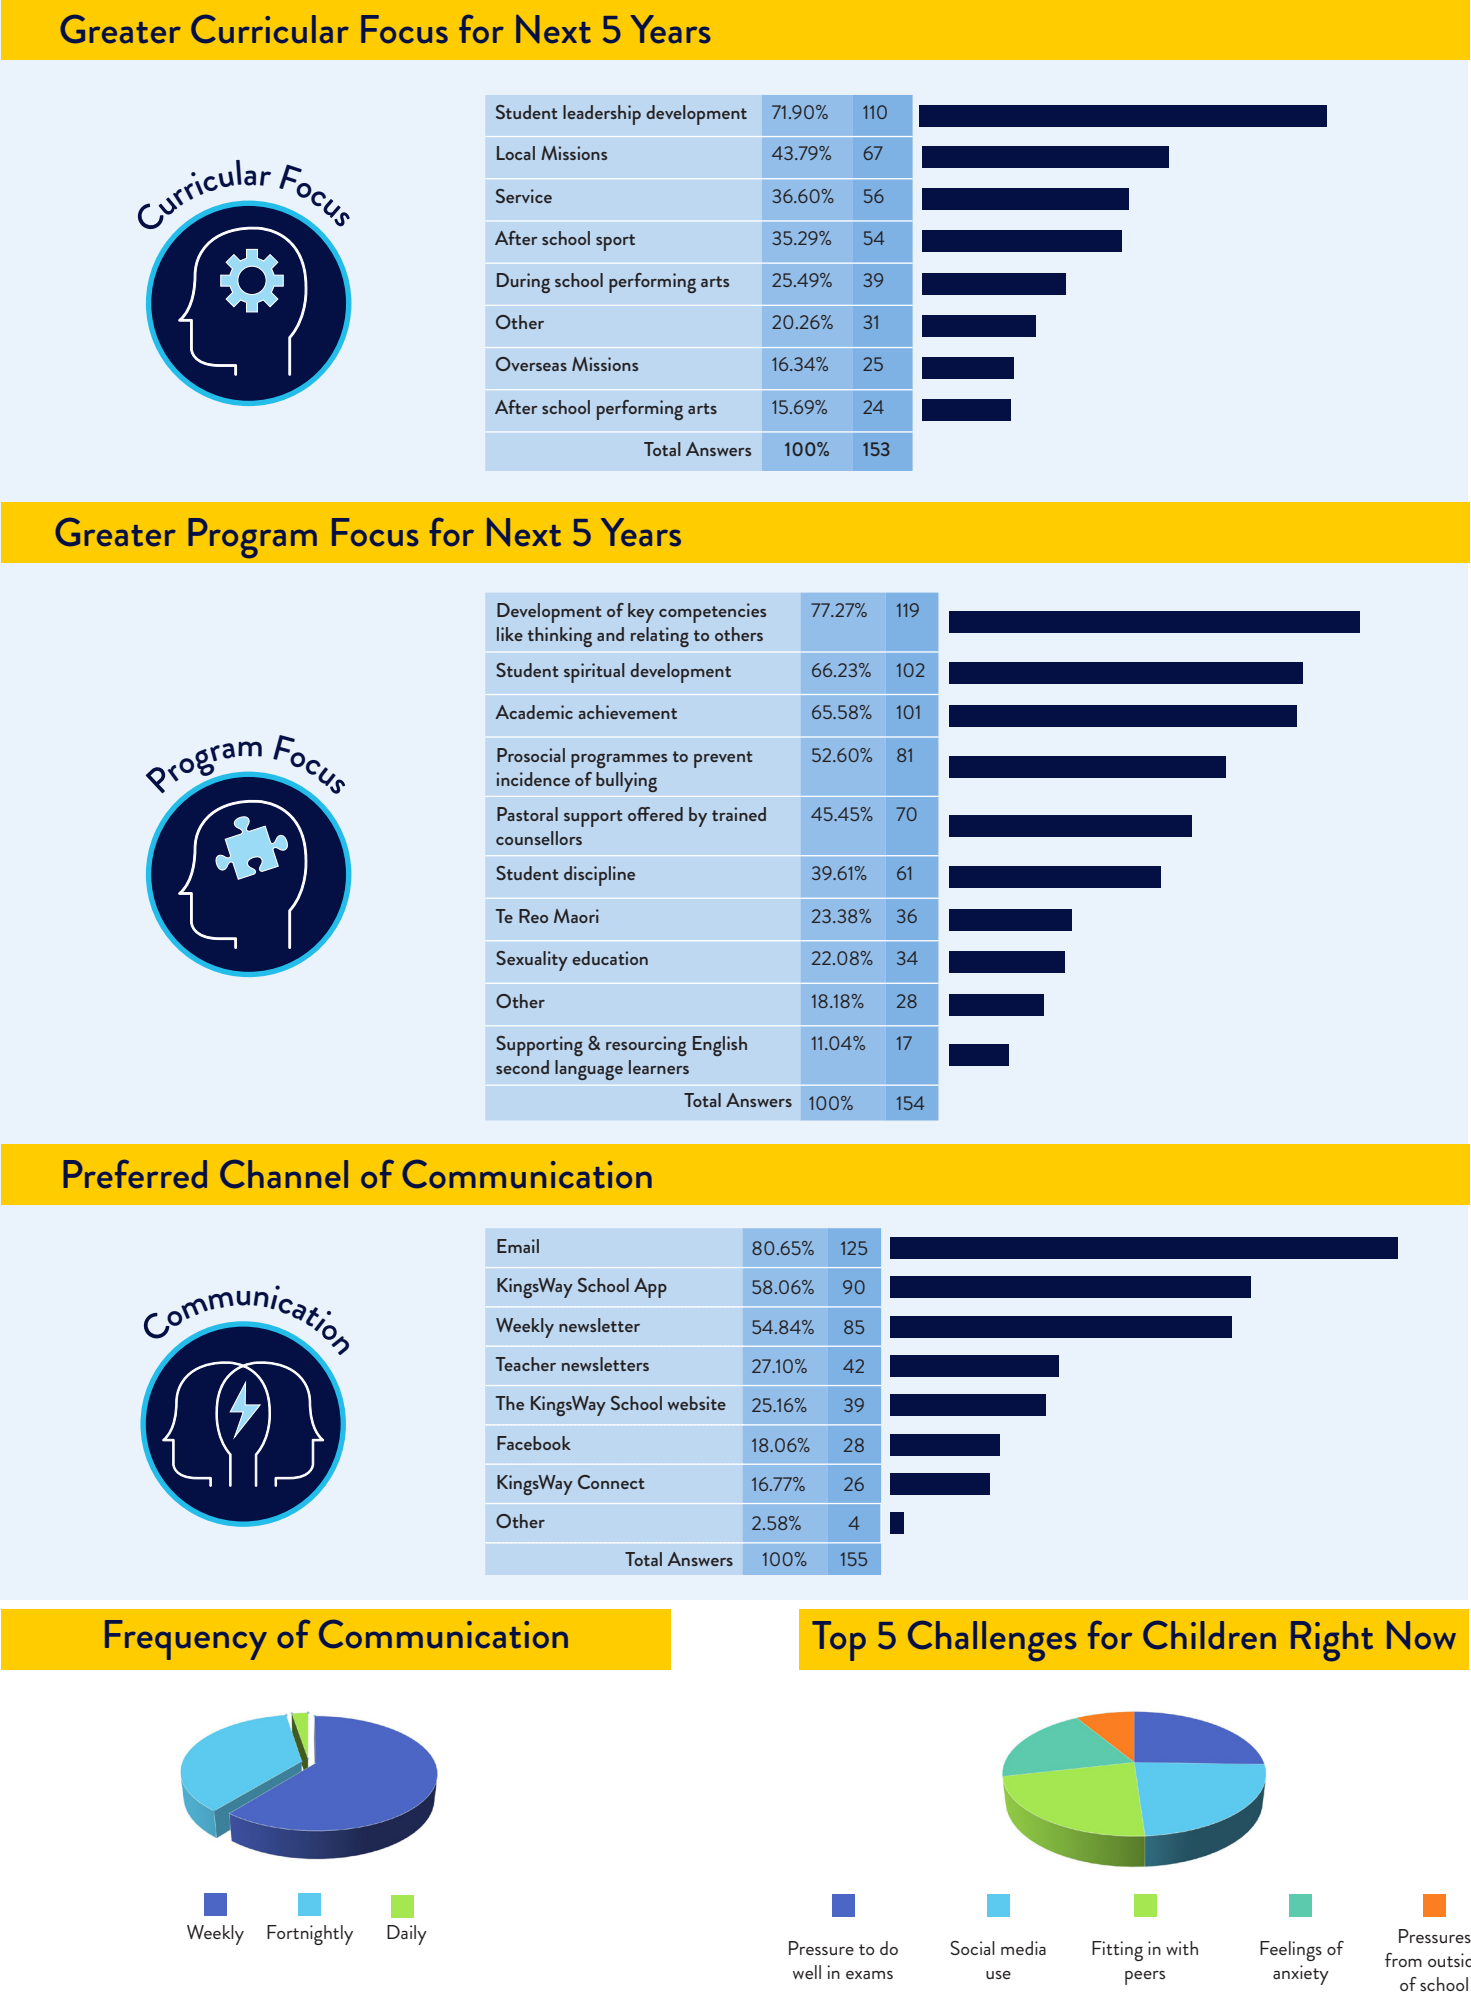 Greater Curricular Focus for Next 5 Years
Curricular Focus
Student leadership development 71.90% 110
Local Missions 43.79% 67
Service 36.60% 56
After school sport 35.29% 54
During school performing arts 25.49% 39
Other 20.26% 31
Overseas Missions 16.34% 25
After school performing arts 15.69% 24
Total Answers 100% 153
Greater Program Focus for Next 5 Years
Program Focus
Development of key competencies 77.27% 119
like thinking and relating to others
Student spiritual development 66.23% 102
Academic achievement 65.58% 101
Prosocial programmes to prevent 52.60% 81
incidence of bullying
Pastoral support offered by trained 45.45% 70
counsellors
Student discipline 39.61% 61
Te Reo Maori 23.38% 36
Sexuality education 22.08% 34
Other 18.18% 28
Supporting & resourcing English 11.04% 17
second language learners
Total Answers 100% 154
Preferred Channel of Communication
Communication
Email 80.65% 125
KingsWay School App 58.06% 90
Weekly newsletter 54.84% 85
Teacher newsletters 27.10% 42
The KingsWay School website 25.16% 39
Facebook 18.06% 28
KingsWay Connect 16.77% 26
Other 2.58% 4
Total Answers 100% 155
Frequency of Communication
Weekly Fortnightly Daily
Top 5 Challenges for Children Right Now
Pressure to do
well in exams
Social media
use
Fitting in with
peers
Feelings of
anxiety
Pressures
from outsid
of school